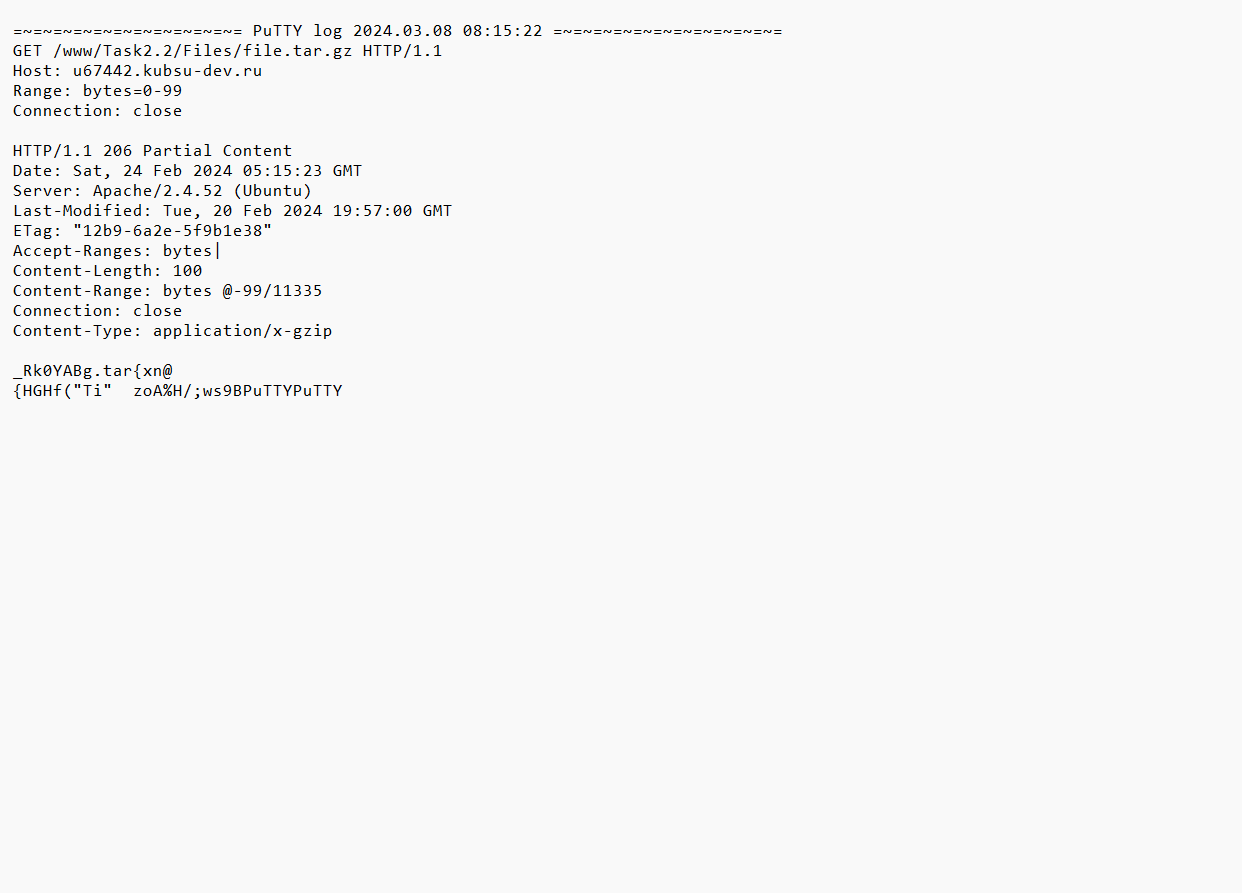 =~=~=~=~=~=~=~=~=~=~=~= PuTTY log 2024.03.08 08:15:22 =~=~=~=~=~=~=~=~=~=~=~=
GET /www/Task2.2/Files/file.tar.gz HTTP/1.1
Host: u67442.kubsu-dev.ru
Range: bytes=0-99
Connection: close

HTTP/1.1 206 Partial Content
Date: Sat, 24 Feb 2024 05:15:23 GMT
Server: Apache/2.4.52 (Ubuntu)
Last-Modified: Tue, 20 Feb 2024 19:57:00 GMT
ETag: "12b9-6a2e-5f9b1e38"
Accept-Ranges: bytes|
Content-Length: 100
Content-Range: bytes @-99/11335
Connection: close
Content-Type: application/x-gzip

_Rk0YABg.tar{xn@
{HGHf("Ti"  zoA%H/;ws9BPuTTYPuTTY